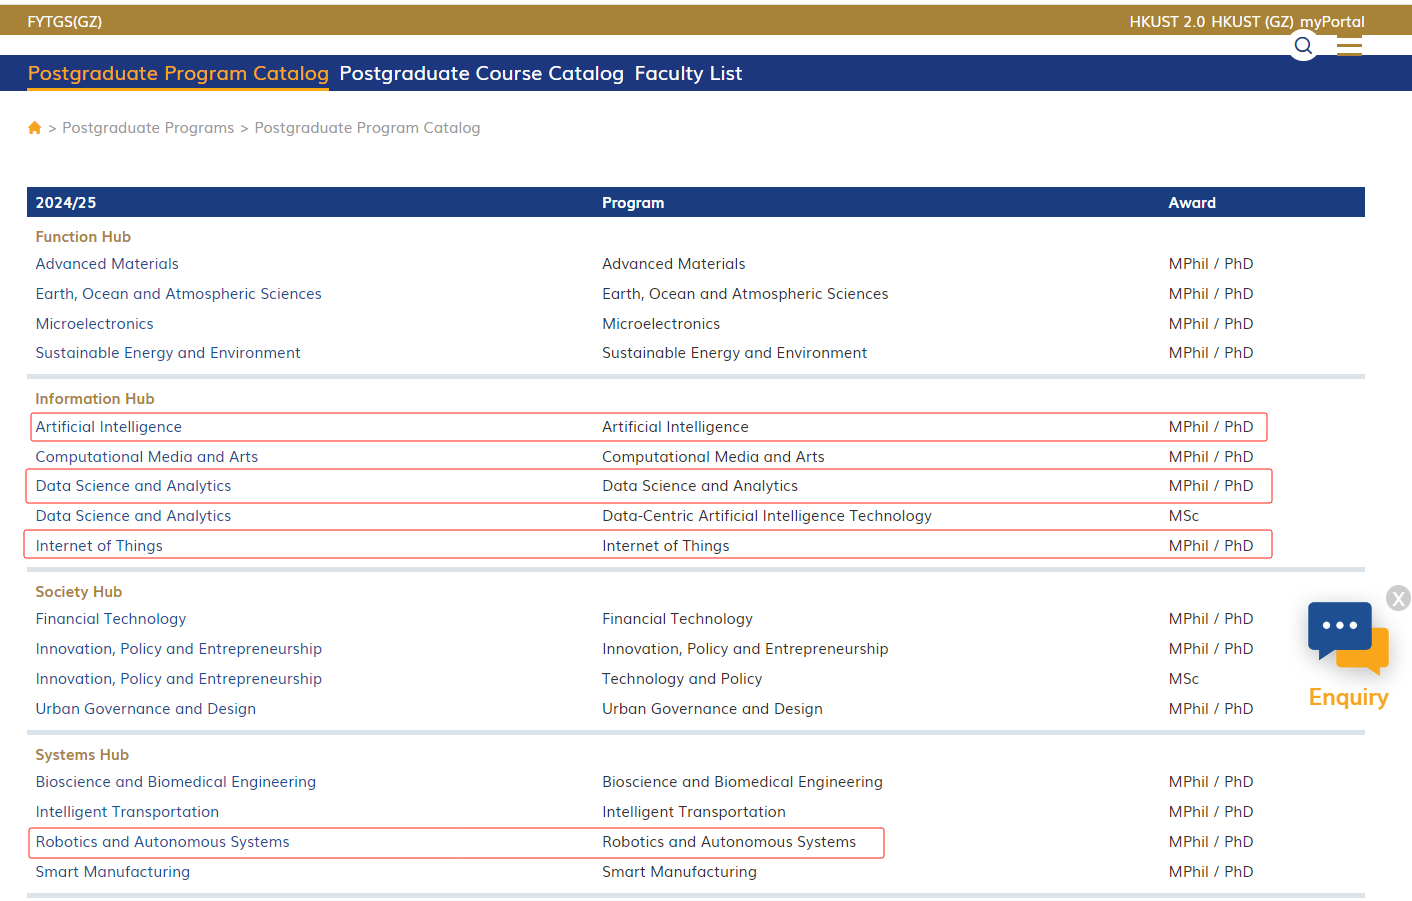 FYTGS(GZ) HKUST 2.0 HKUST (GZ) myPortal
Postgraduate Program Catalog Postgraduate Course Catalog Faculty List
> Postgraduate Programs > Postgraduate Program Catalog
2024/25 Program Award
Function Hub
Advanced Materials Advanced Materials MPhil / PhD
Earth, Ocean and Atmospheric Sciences Earth, Ocean and Atmospheric Sciences MPhil / PhD
Microelectronics Microelectronics MPhil / PhD
Sustainable Energy and Environment Sustainable Energy and Environment MPhil / PhD
Information Hub
Artificial Intelligence Artificial Intelligence MPhil / PhD
Computational Media and Arts Computational Media and Arts MPhil / PhD
Data Science and Analytics Data Science and Analytics MPhil / PhD
Data Science and Analytics Data-Centric Artificial Intelligence Technology MSc
Internet of Things Internet of Things MPhil / PhD
Society Hub
X
Financial Technology Financial Technology MPhil / PhD
Innovation, Policy and Entrepreneurship Innovation, Policy and Entrepreneurship MPhil / PhD
Innovation, Policy and Entrepreneurship Technology and Policy MSc
Enquiry
Urban Governance and Design Urban Governance and Design MPhil / PhD
Systems Hub
Bioscience and Biomedical Engineering Bioscience and Biomedical Engineering MPhil / PhD
Intelligent Transportation Intelligent Transportation MPhil / PhD
Robotics and Autonomous Systems Robotics and Autonomous Systems MPhil / PhD
Smart Manufacturing Smart Manufacturing MPhil / PhD